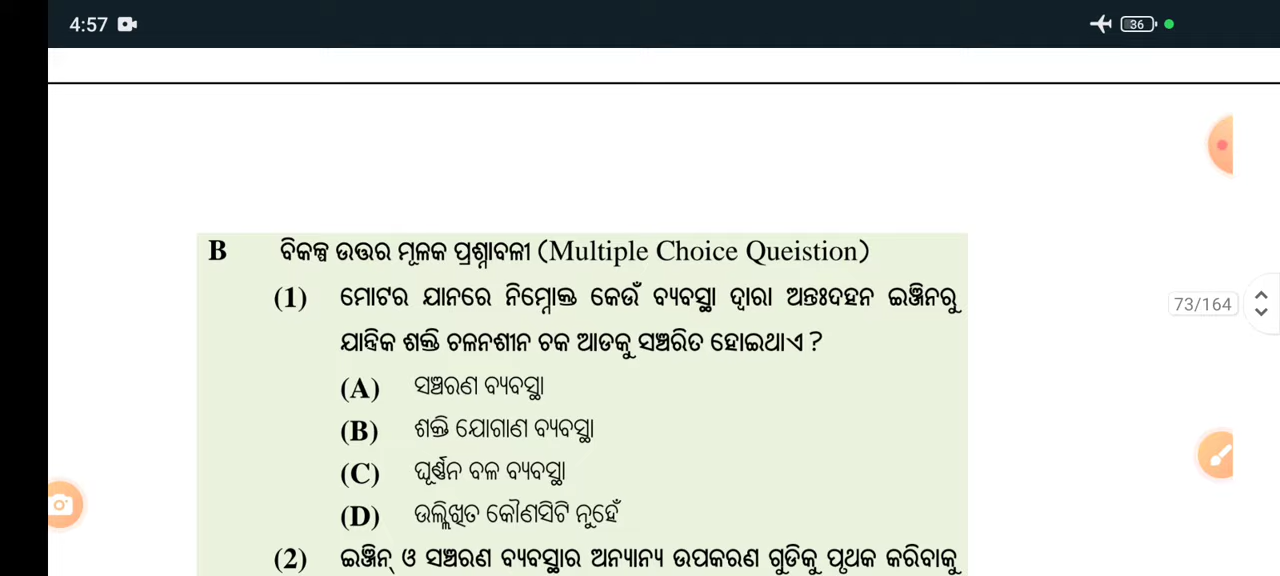 4:57 36
B ବିକଳ୍ପ ଉତ୍ତର ମୂଳକ ପ୍ରଶ୍ନାବଳୀ (Multiple Choice Queistion)
(1) ମୋଟର ଯାନରେ ନିମ୍ନୋକ୍ତ କେଉଁ ବ୍ୟବସ୍ଥା ଦ୍ୱାରା ଅନ୍ତଃଦହନ ଇଞ୍ଜିନରୁ
73/164
ଯାନ୍ତ୍ରିକ ଶକ୍ତି ଚଳନଶୀନ ଚକ ଆଡକୁ ସଞ୍ଚରିତ ହୋଇଥାଏ ?
(A) ସଞ୍ଚରଣ ବ୍ୟବସ୍ଥା
(B) ଶକ୍ତି ଯୋଗାଣ ବ୍ୟବସ୍ଥା
(C) ଘୂର୍ଣ୍ଣନ ବଳ ବ୍ୟବସ୍ଥା
(D) ଉଲ୍ଲିଖିତ କୌଣସିଟି ନୁହେଁ
(2) ଇଞ୍ଜିନ୍ ଓ ସଞ୍ଚରଣ ବ୍ୟବସ୍ଥାର ଅନ୍ୟାନ୍ୟ ଉପକରଣ ଗୁଡିକୁ ପୃଥକ କରିବାକୁ